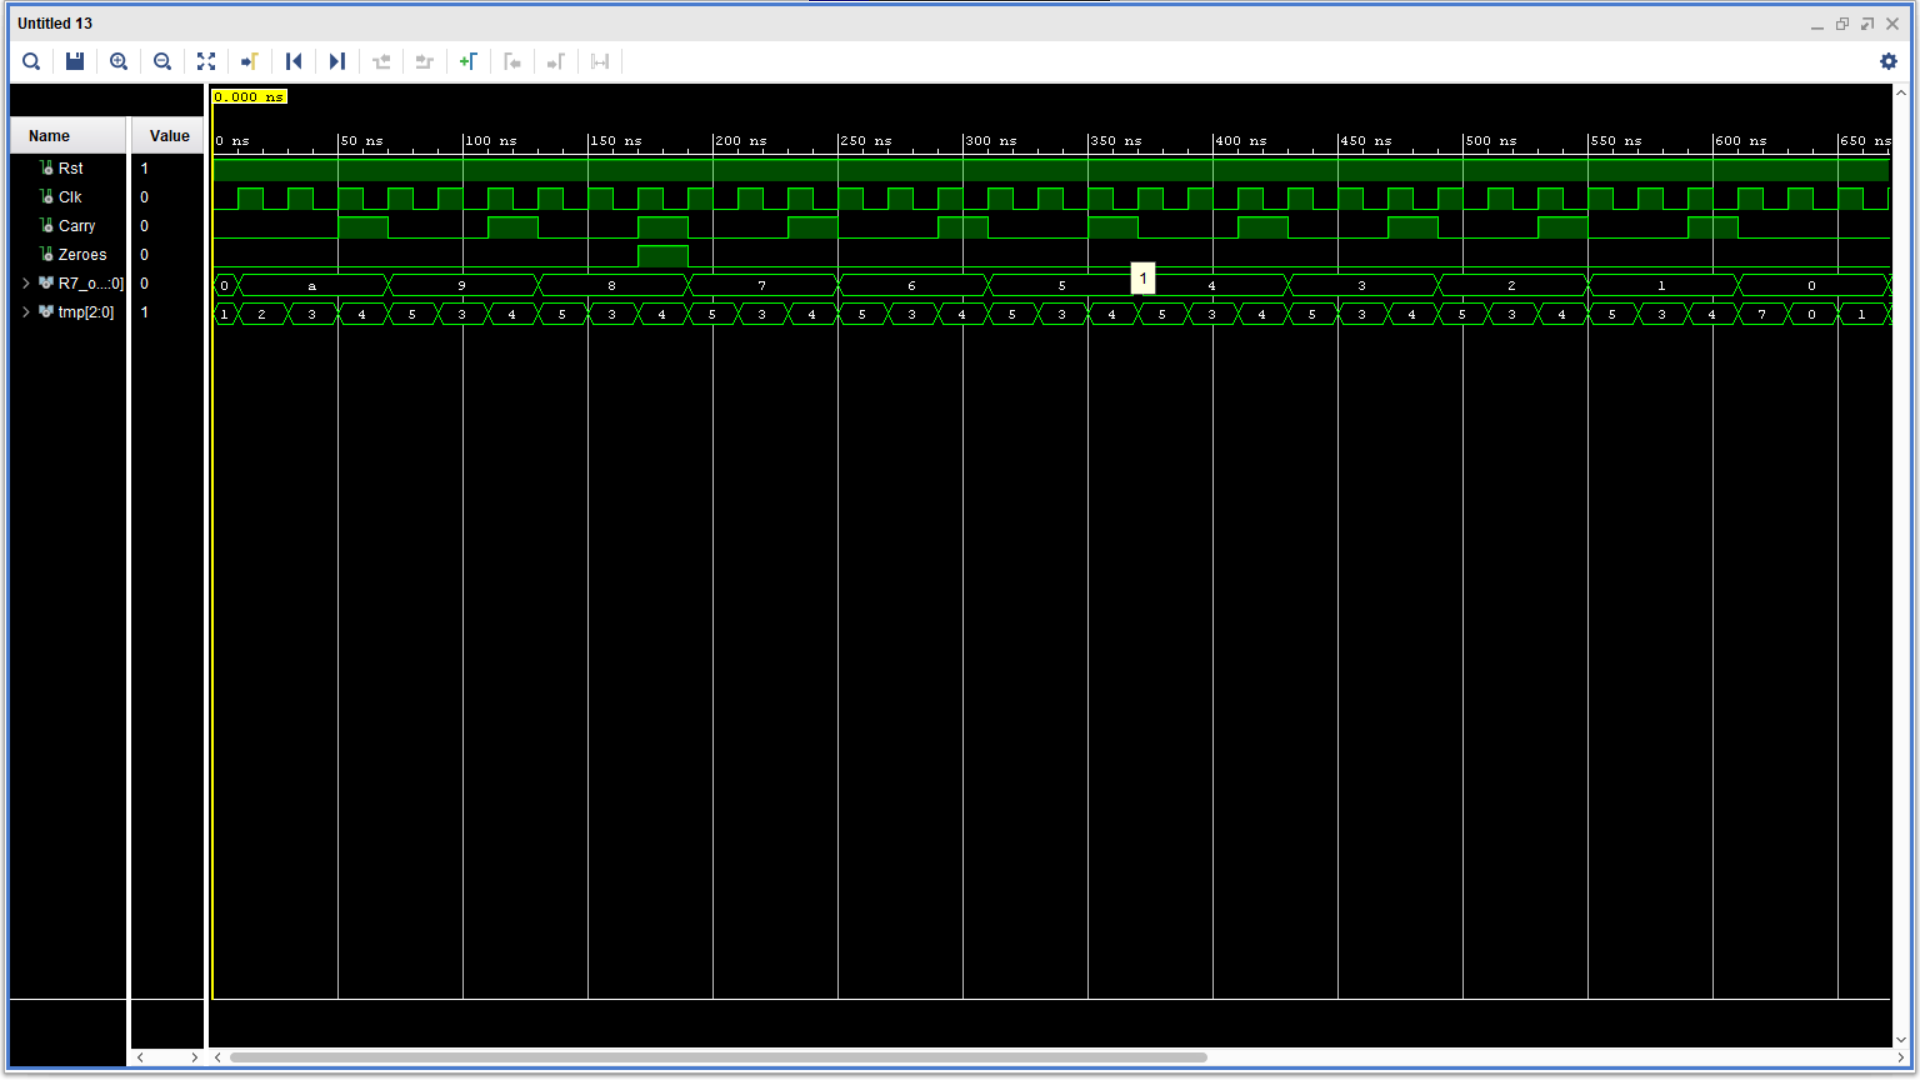 Untitled 13
0.000 ns
Name Value
0 ns 50 ns 100 ns 150 ns 200 ns 250 ns 300 ns 350 ns 400 ns 450 ns 500 ns 550 ns 600 ns 650 ns
Rst 1
Clk 0
Carry 0
Zeroes 0
R7_o...:0] 0 0 a 9 8 7 6 5 4 3 2 1 0
1
tmp[2:0] 1 1 2 3 4 5 3 4 5 3 4 5 3 4 5 3 4 5 3 4 5 3 4 5 3 4 5 3 4 5 3 4 7 0 1